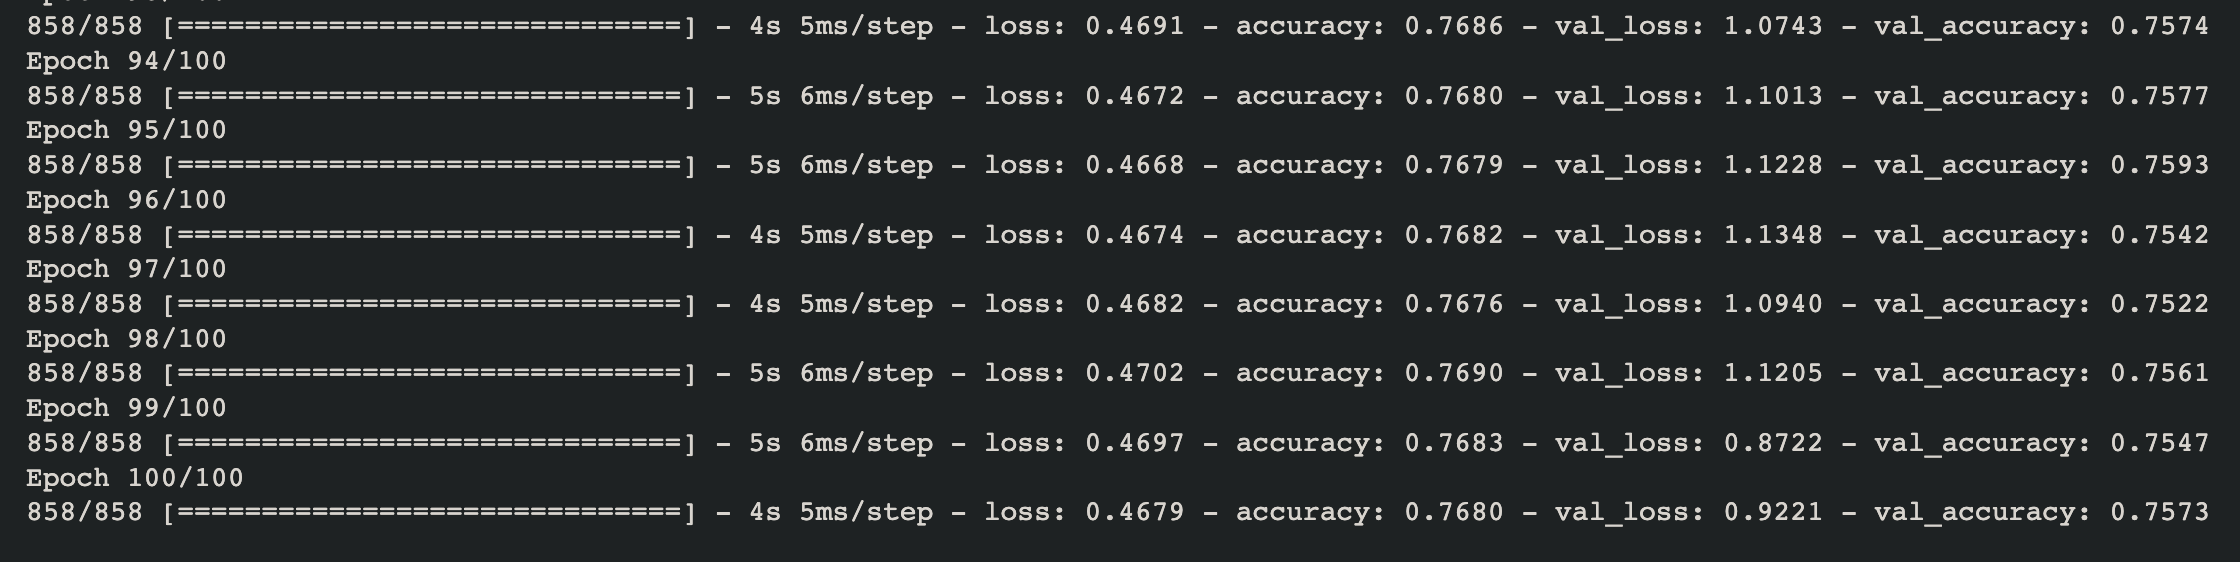 858/858 [==============================] - 4s 5ms/step - loss: 0.4691 - accuracy: 0.7686 - val_loss: 1.0743 - val_accuracy: 0.7574
Epoch 94/100
858/858 [==============================] - 5s 6ms/step - loss: 0.4672 - accuracy: 0.7680 - val_loss: 1.1013 - val_accuracy: 0.7577
Epoch 95/100
858/858 [==============================] - 5s 6ms/step - loss: 0.4668 - accuracy: 0.7679 - val_loss: 1.1228 - val_accuracy: 0.7593
Epoch 96/100
858/858 [==============================] - 4s 5ms/step - loss: 0.4674 - accuracy: 0.7682 - val_loss: 1.1348 - val_accuracy: 0.7542
Epoch 97/100
858/858 [==============================] - 4s 5ms/step - loss: 0.4682 - accuracy: 0.7676 - val_loss: 1.0940 - val_accuracy: 0.7522
Epoch 98/100
858/858 [==============================] - 5s 6ms/step - loss: 0.4702 - accuracy: 0.7690 - val_loss: 1.1205 - val_accuracy: 0.7561
Epoch 99/100
858/858 [==============================] - 5s 6ms/step - loss: 0.4697 - accuracy: 0.7683 - val_loss: 0.8722 - val_accuracy: 0.7547
Epoch 100/100
858/858 [==============================] - 4s 5ms/step - loss: 0.4679 - accuracy: 0.7680 - val_loss: 0.9221 - val_accuracy: 0.7573